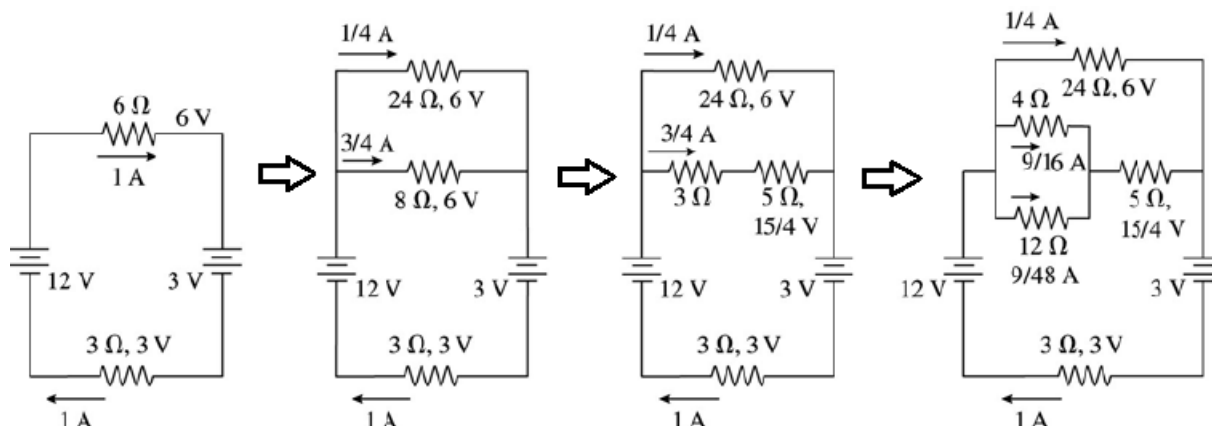 6 Ω
6 V
1 A
12 V
3 V
3 Ω, 3 V
1 A
1/4 A
24 Ω, 6 V
3/4 A
8 Ω, 6 V
12 V
3 V
3 Ω, 3 V
1 A
1/4 A
24 Ω, 6 V
3/4 A
3 Ω
5 Ω,
15/4 V
12 V
3 V
3 Ω, 3 V
1 A
1/4 A
24 Ω, 6 V
4 Ω
9/16 A
5 Ω,
15/4 V
12 Ω
9/48 A
12 V
3 V
3 Ω, 3 V
1 A